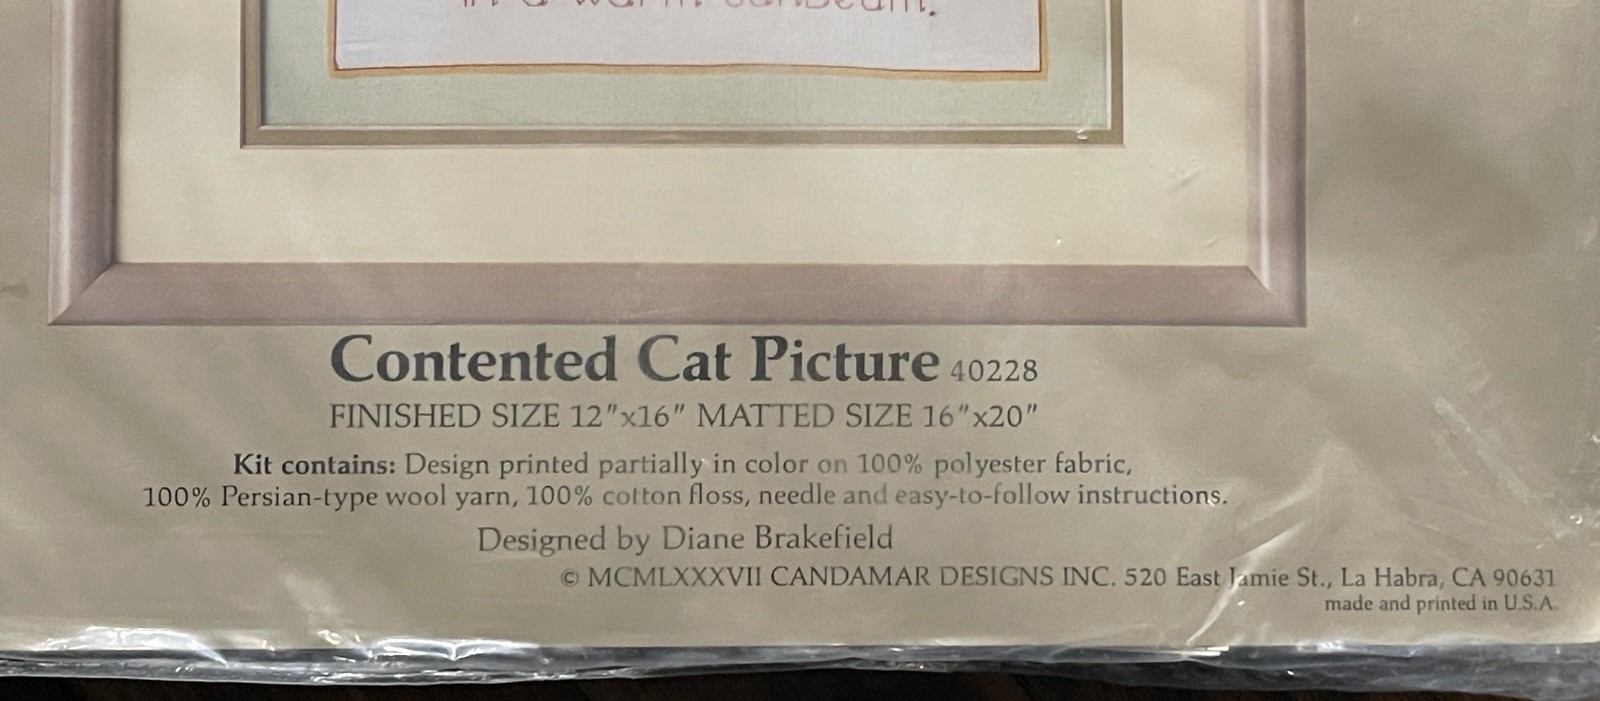 in a warm sunbeam.
Contented Cat Picture 40228
FINISHED SIZE 12"x16" MATTED SIZE 16"x20"
Kit contains: Design printed partially in color on 100% polyester fabric,
100% Persian-type wool yarn, 100% cotton floss, needle and easy-to-follow instructions.
Designed by Diane Brakefield
© MCMLXXXVII CANDAMAR DESIGNS INC. 520 East Jamie St., La Habra, CA 90631
made and printed in U.S.A.